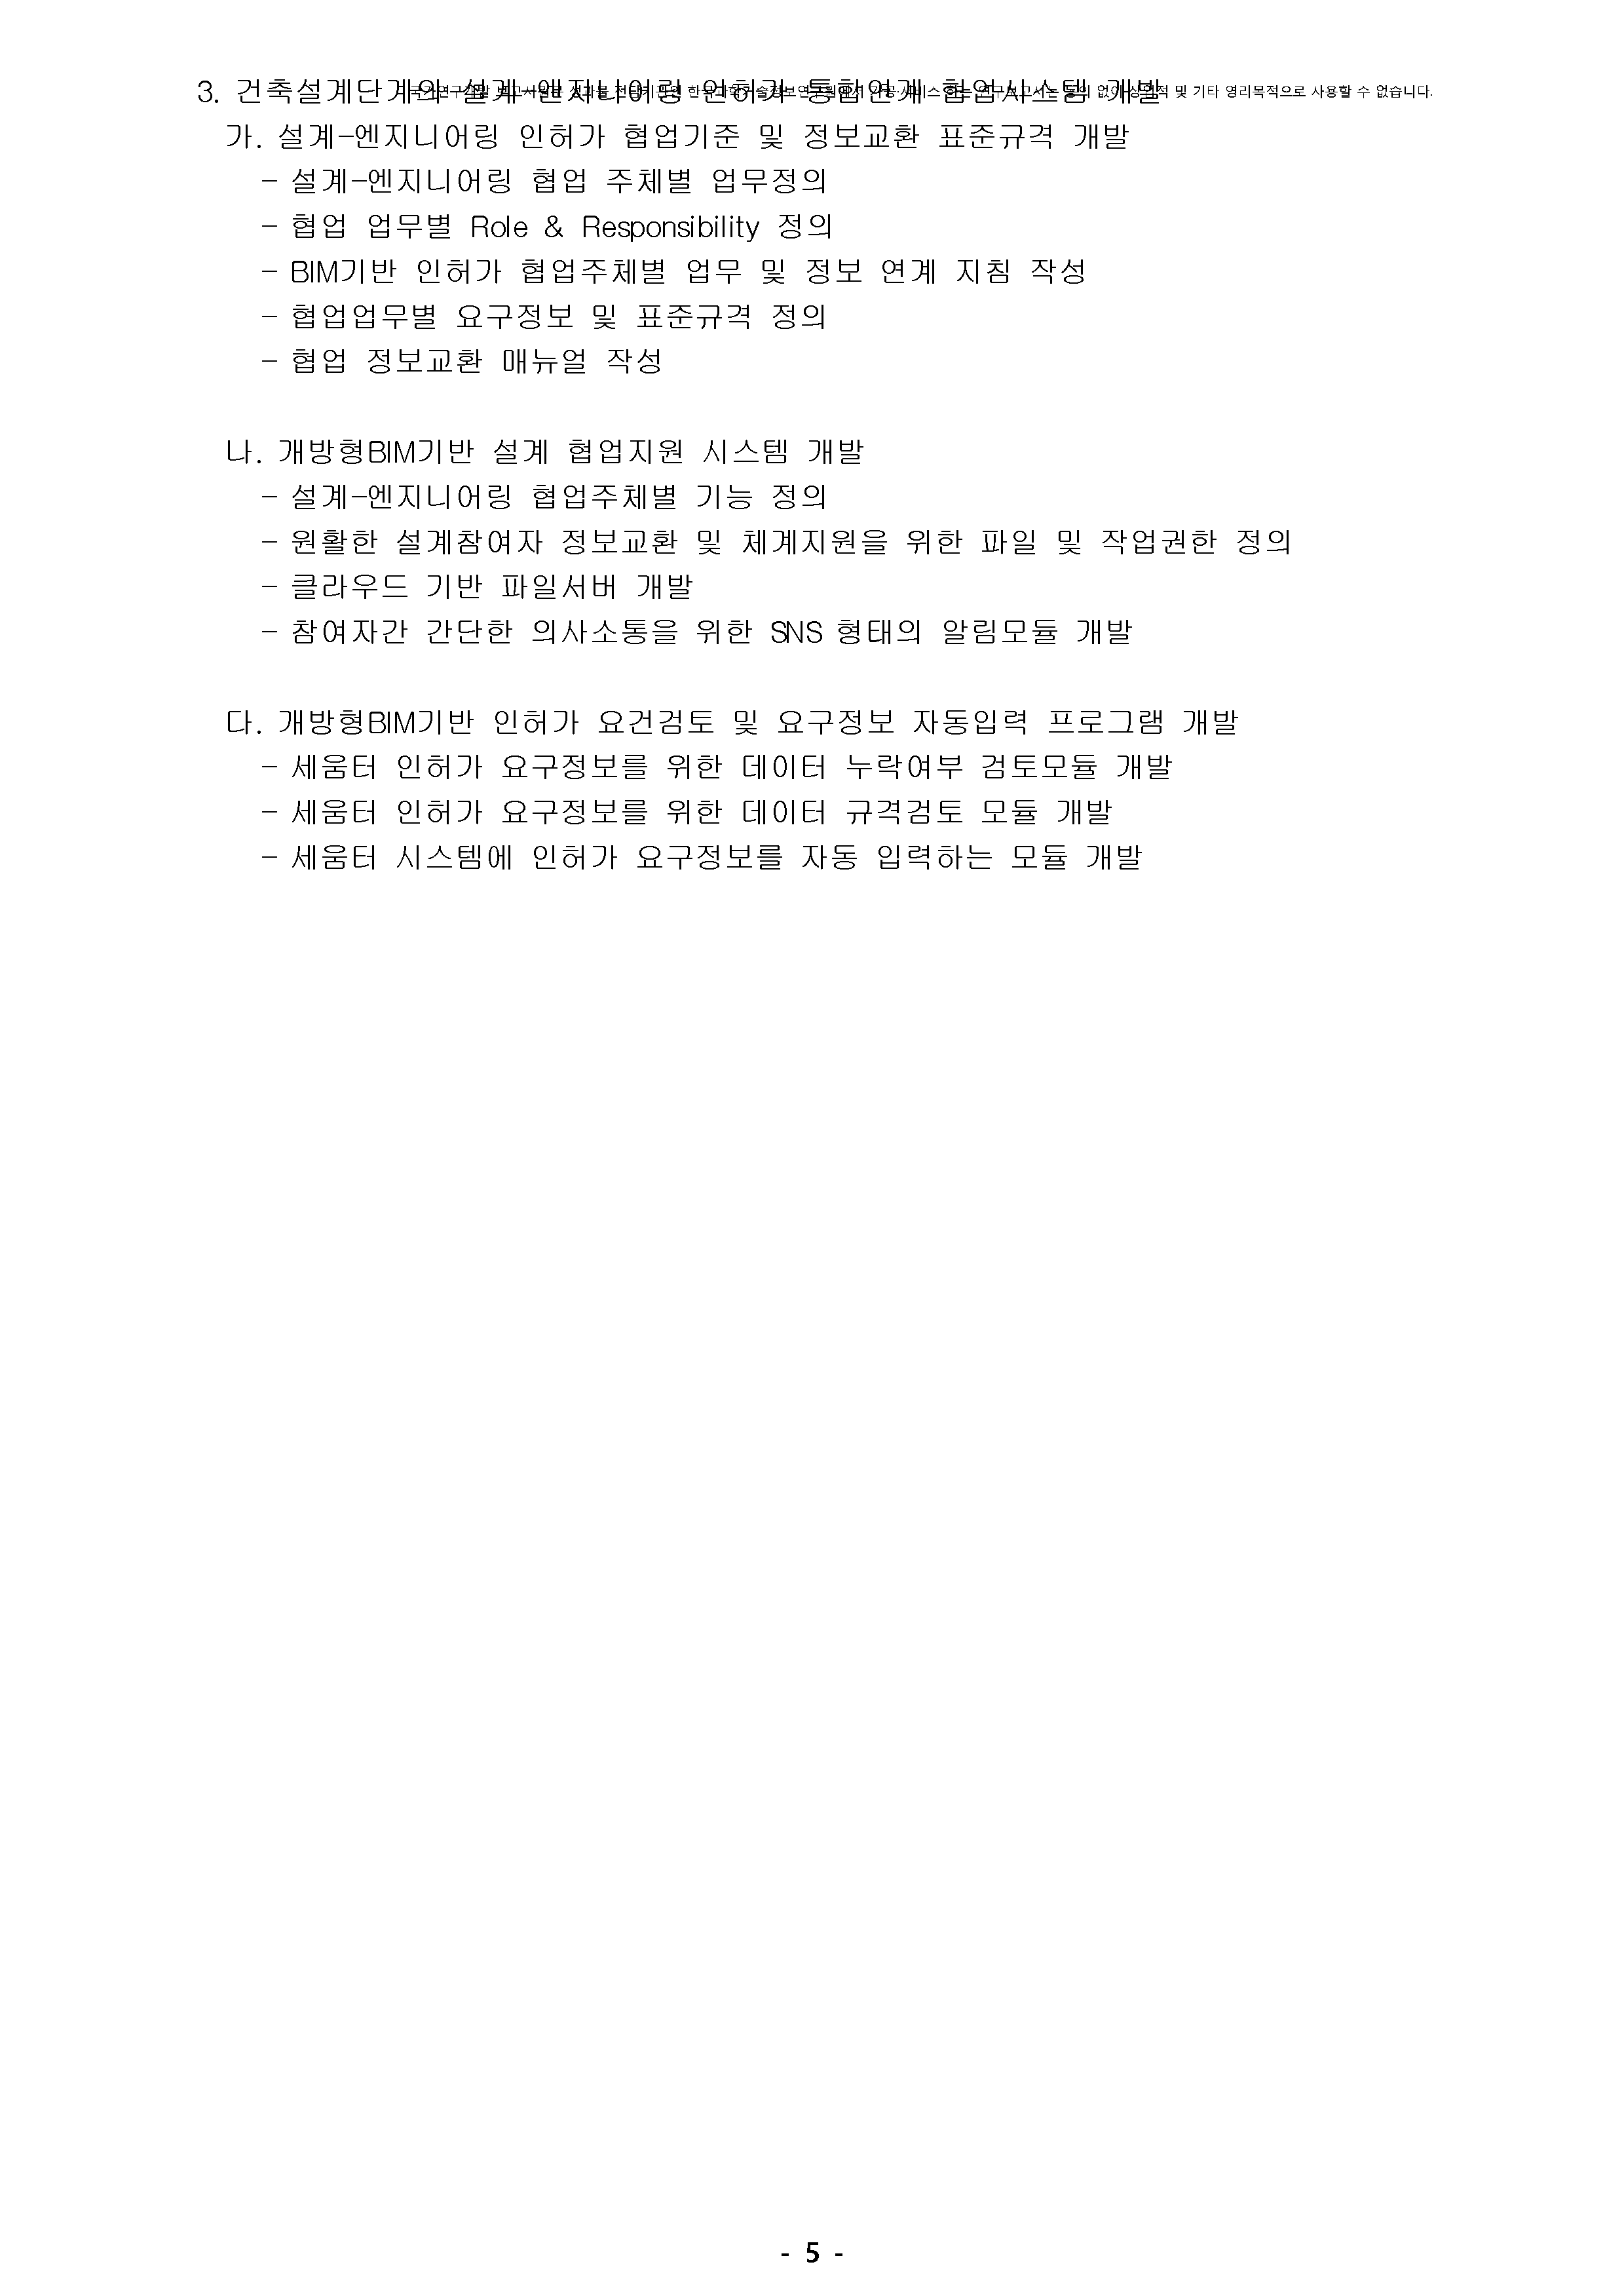 3. 건축설계단계의 설계-엔지니어링 인허가 통합연계 협업시스템 개발
없이 상업적 및 기타 영리목적으로 사용할 수 없습니다.
가. 설계-엔지니어링 인허가 협업기준 및 정보교환 표준규격 개발
- 설계-엔지니어링 협업 주체별 업무정의
- 협업 업무별 Role & Responsibility 정의
- BIM기반 인허가 협업주체별 업무 및 정보 연계 지침 작성
- 협업업무별 요구정보 및 표준규격 정의
- 협업 정보교환 매뉴얼 작성
나. 개방형BIM기반 설계 협업지원 시스템 개발
- 설계-엔지니어링 협업주체별 기능 정의
- 원활한 설계참여자 정보교환 및 체계지원을 위한 파일 및 작업권한 정의
- 클라우드 기반 파일서버 개발
- 참여자간 간단한 의사소통을 위한 SNS 형태의 알림모듈 개발
다. 개방형BIM기반 인허가 요건검토 및 요구정보 자동입력 프로그램 개발
- 세움터 인허가 요구정보를 위한 데이터 누락여부 검토모듈 개발
- 세움터 인허가 요구정보를 위한 데이터 규격검토 모듈 개발
- 세움터 시스템에 인허가 요구정보를 자동 입력하는 모듈 개발
- 5 -